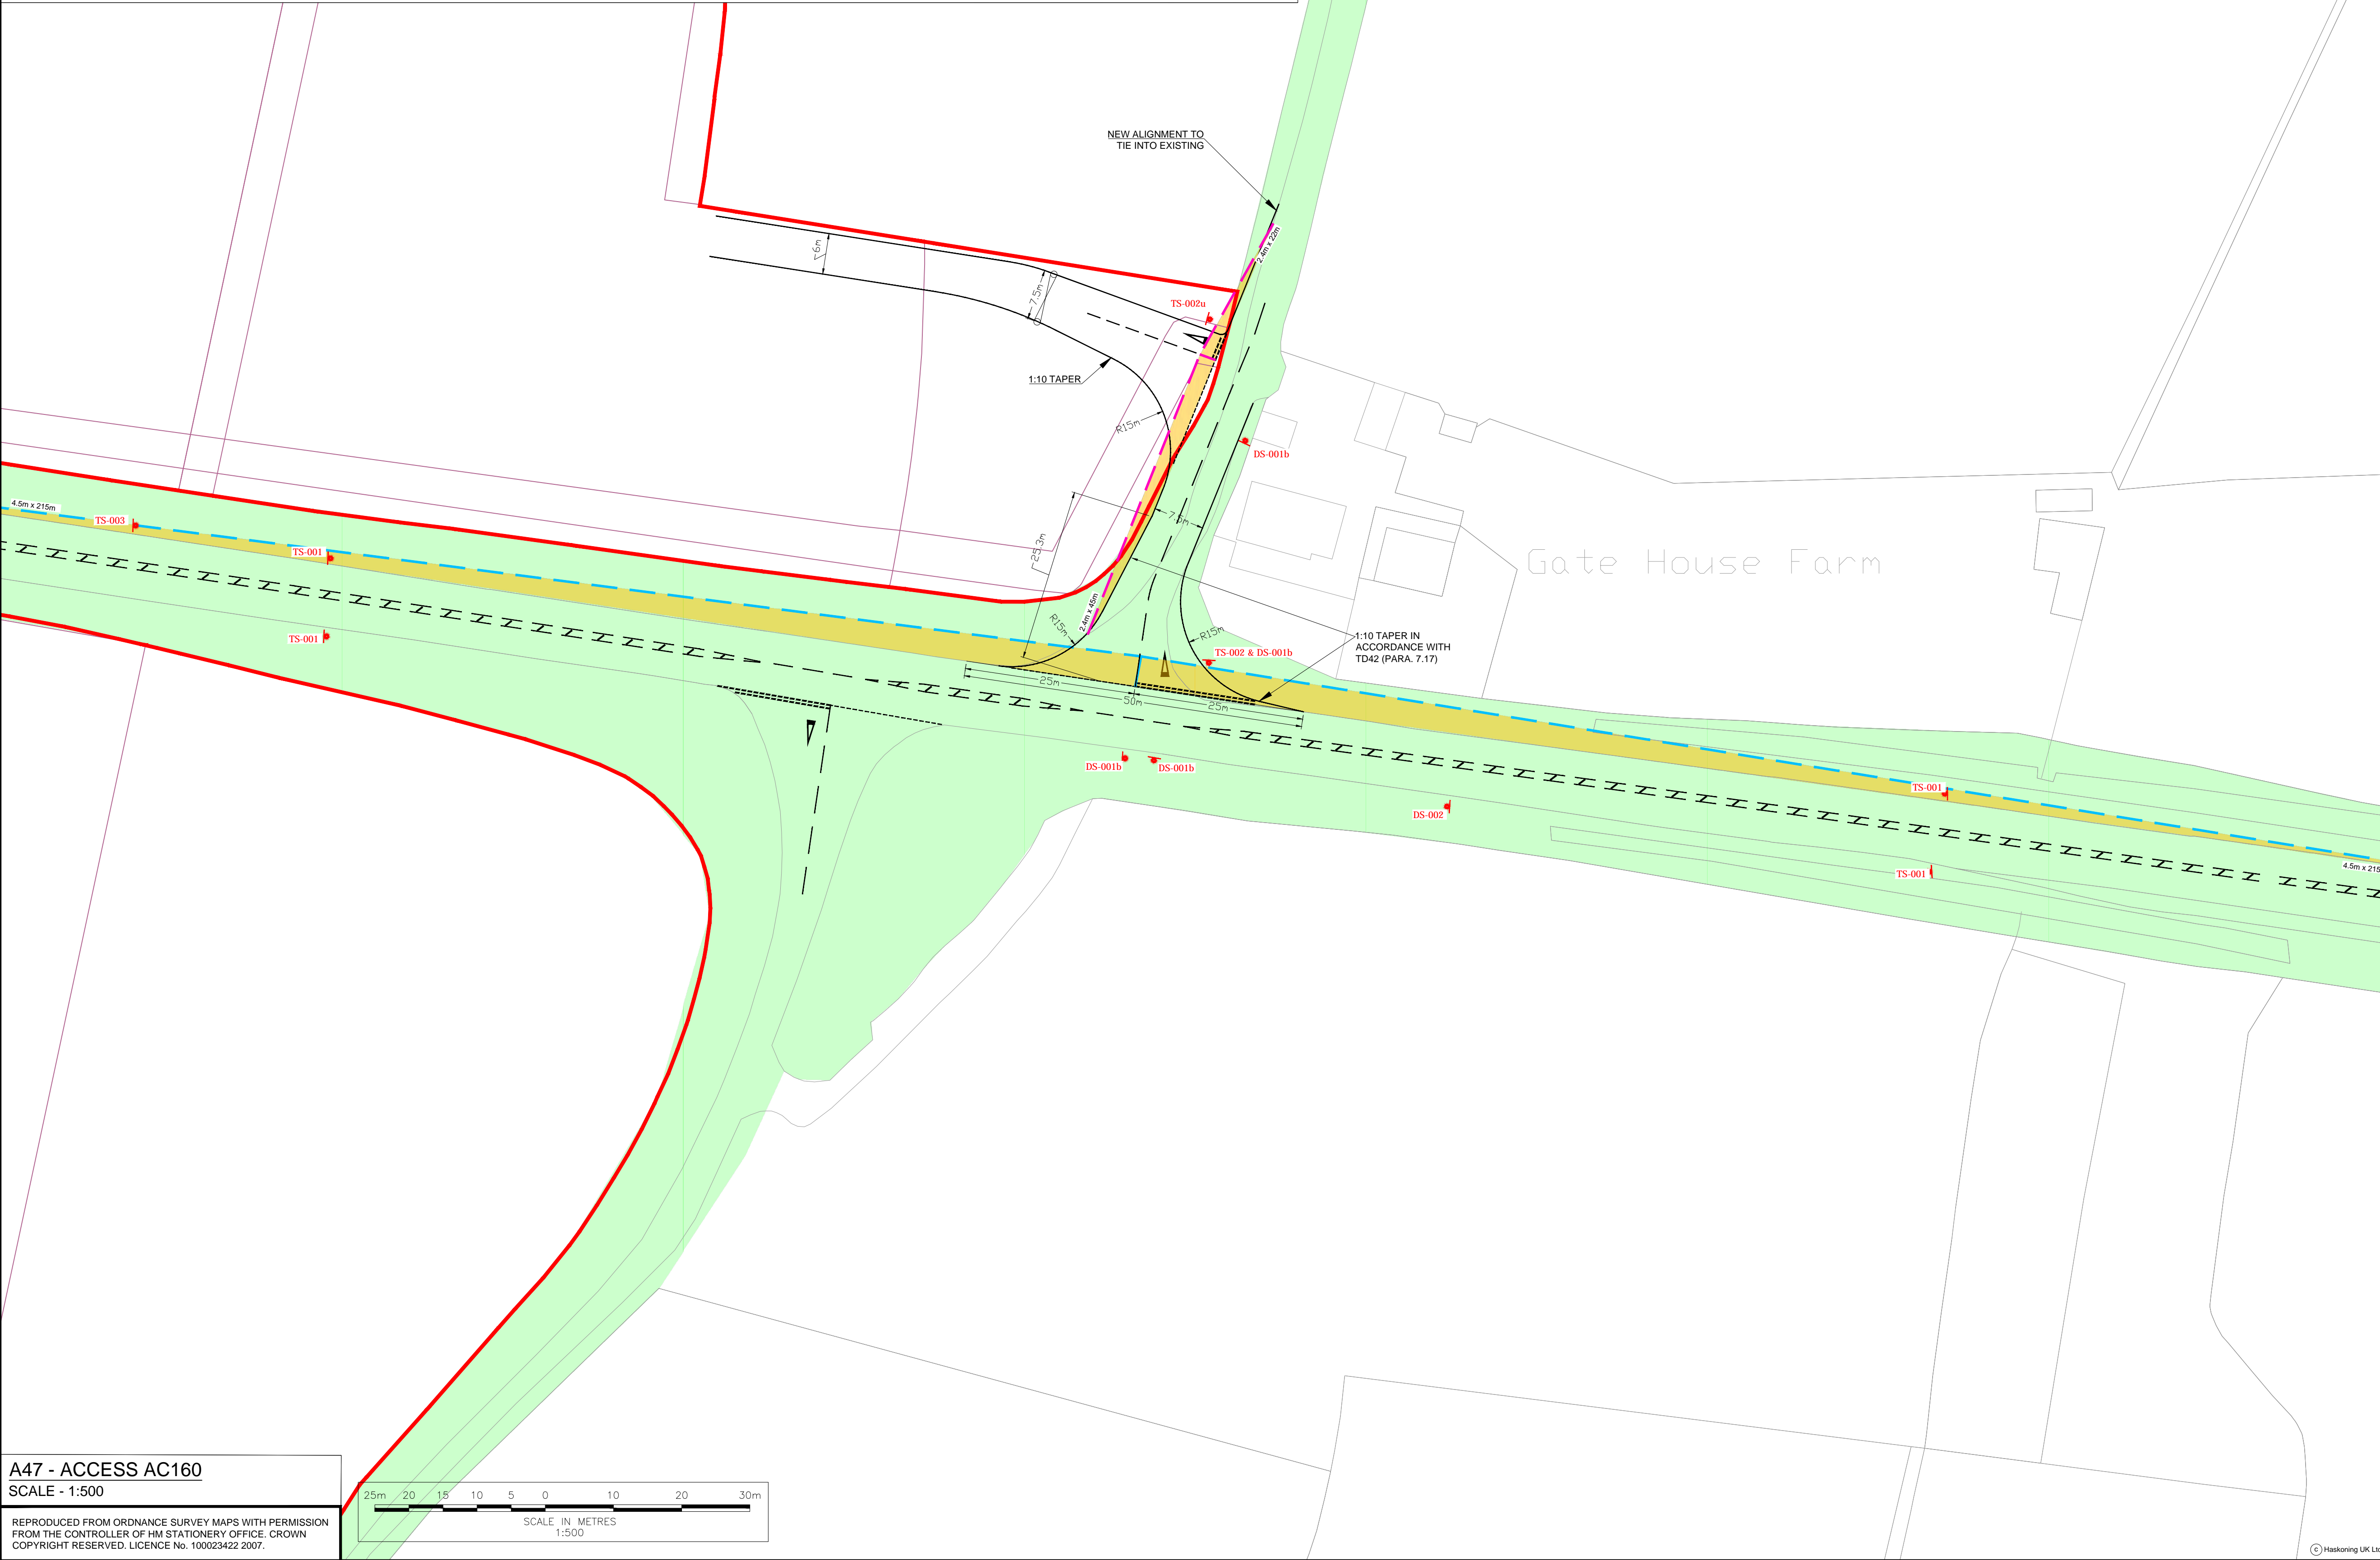 NEW ALIGNMENT TO
TIE INTO EXISTING
2.4m x 22m
6m
7.5m
TS-002u
1:10 TAPER
R15m
DS-001b
4.5m x 215m
TS-003
TS-001
7.5m
25.3m
Gate House Farm
2.4m x 45m
R15m
R15m
TS-001
1:10 TAPER IN
ACCORDANCE WITH
TD42 (PARA. 7.17)
TS-002 & DS-001b
25m
50m
25m
DS-001b
DS-001b
DS-002
TS-001
TS-001
4.5m x 215
A47 - ACCESS AC160
SCALE - 1:500
25m 20 15 10 5 0 10 20 30m
SCALE IN METRES
1:500
REPRODUCED FROM ORDNANCE SURVEY MAPS WITH PERMISSION
FROM THE CONTROLLER OF HM STATIONERY OFFICE. CROWN
COPYRIGHT RESERVED. LICENCE No. 100023422 2007.
© Haskoning UK Ltd